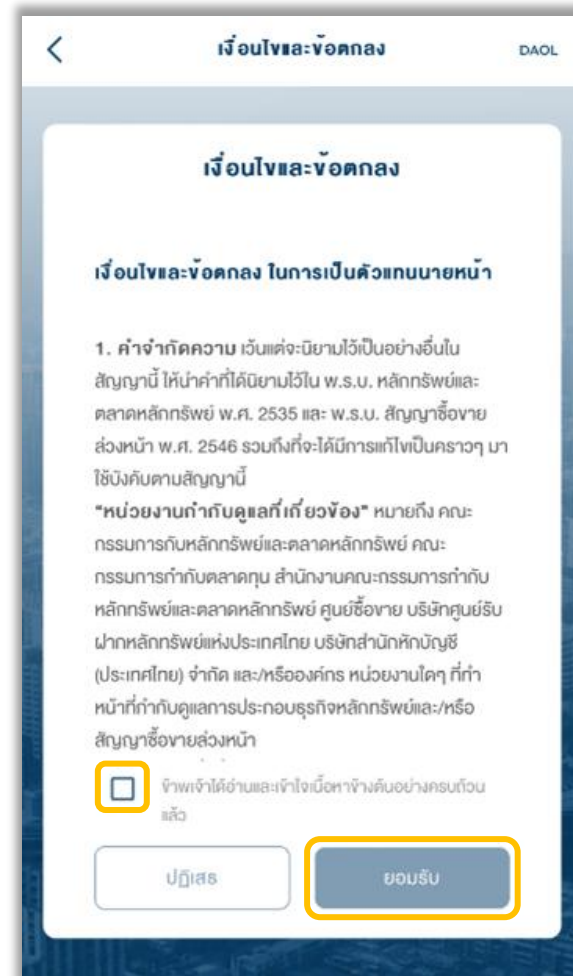 เงื่อนไขและข้อตกลง
DAOL
เงื่อนไขและข้อตกลง
เงื่อนไขและข้อตกลง ในการเป็นตัวแทนนายหน้า
1. คำจำกัดความ เว้นแต่จะนิยามไว้เป็นอย่างอื่นใน
สัญญานี้ ให้นำคำที่ได้นิยามไว้ใน พ.ร.บ. หลักทรัพย์และ
ตลาดหลักทรัพย์ พ.ศ. 2535 และ พ.ร.บ. สัญญาซื้อขาย
ล่วงหน้า พ.ศ. 2546 รวมถึงที่จะได้มีการแก้ไขเป็นคราวๆ มา
ใช้บังคับตามสัญญานี้
"หน่วยงานกำกับดูแลที่เกี่ยวข้อง" หมายถึง คณะ
กรรมการกับหลักทรัพย์และตลาดหลักทรัพย์ คณะ
กรรมการกำกับตลาดทุน สำนักงานคณะกรรมการกำกับ
หลักทรัพย์และตลาดหลักทรัพย์ ศูนย์ซื้อขาย บริษัทศูนย์รับ
ฝากหลักทรัพย์แห่งประเทศไทย บริษัทสำนักหักบัญชี
(ประเทศไทย) จำกัด และ/หรือองค์กร หน่วยงานใดๆ ที่ทำ
หน้าที่กำกับดูแลการประกอบธุรกิจหลักทรัพย์และ/หรือ
สัญญาซื้อขายล่วงหน้า
ข้าพเจ้าได้อ่านและเข้าใจเนื้อหาข้างต้นอย่างครบถ้วน
แล้ว
ปฏิเสธ
ยอมรับ